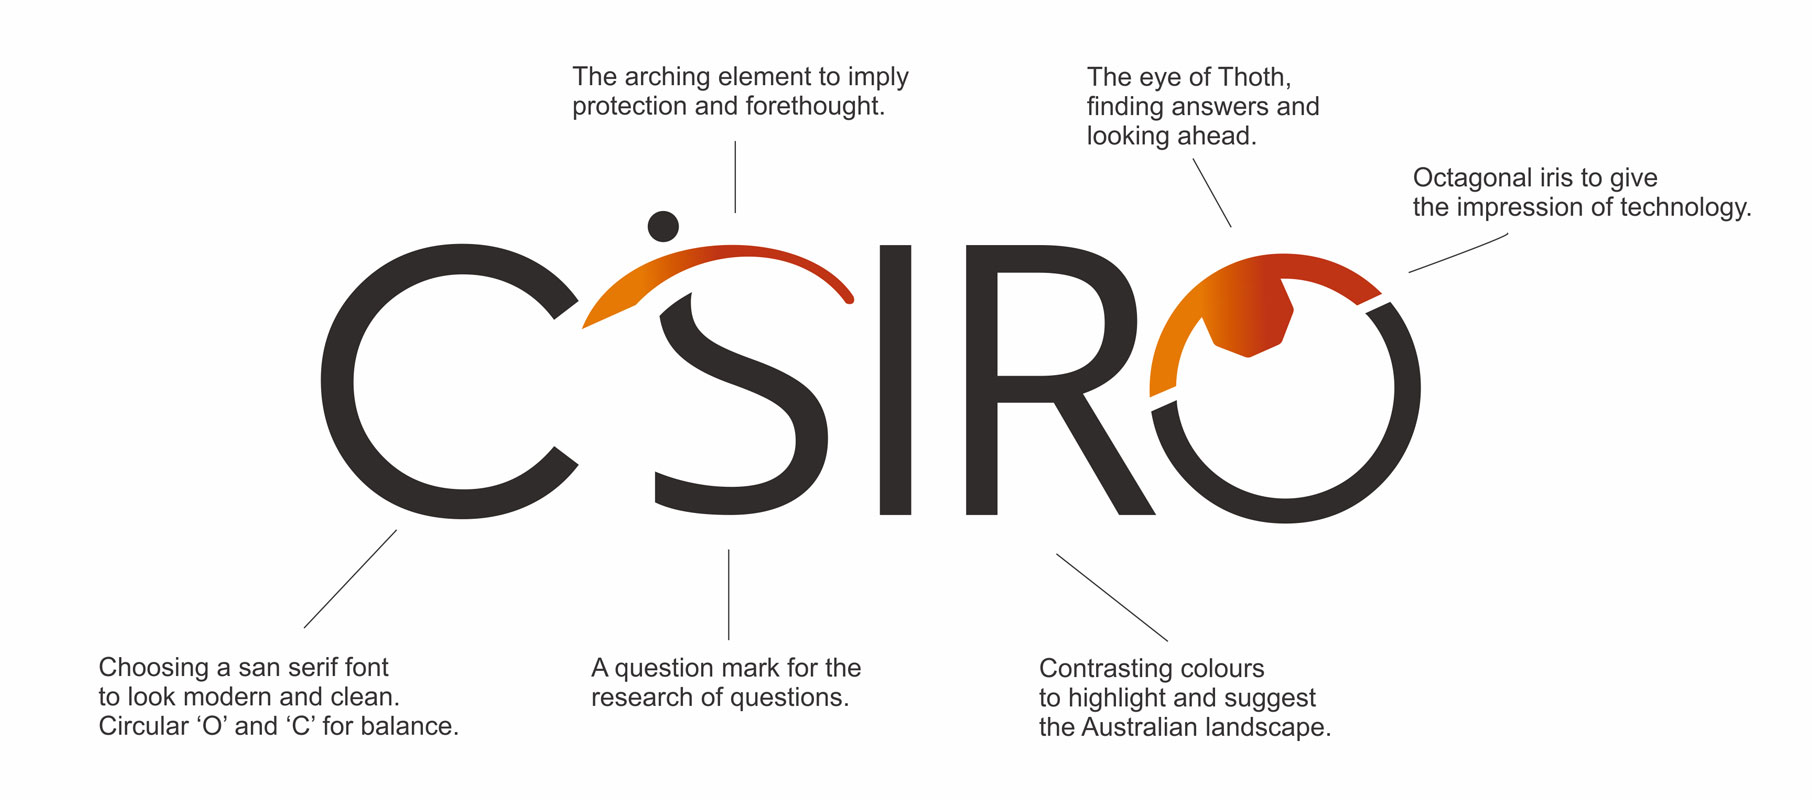 The arching element to imply
protection and forethought.
The eye of Thoth,
finding answers and
looking ahead.
Octagonal iris to give
the impression of technology.
CSIRO
Choosing a san serif font
to look modern and clean.
Circular ‘O’ and ‘C’ for balance.
A question mark for the
research of questions.
Contrasting colours
to highlight and suggest
the Australian landscape.